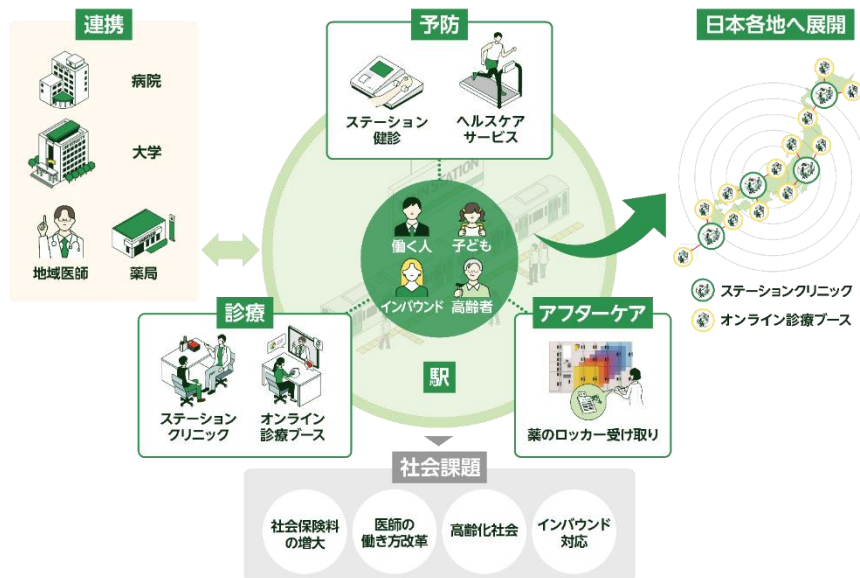 連携
病院
大学
地域医師
薬局
予防
ステーション
健診
ヘルスケア
サービス
日本各地へ展開
ステーションクリニック
オンライン診療ブース
STATION
働く人
子ども
インバウンド
高齢者
駅
診療
ステーション
クリニック
オンライン
診療ブース
アフターケア
薬のロッカー受け取り
社会課題
社会保険料
の増大
医師の
働き方改革
高齢化社会
インバウンド
対応